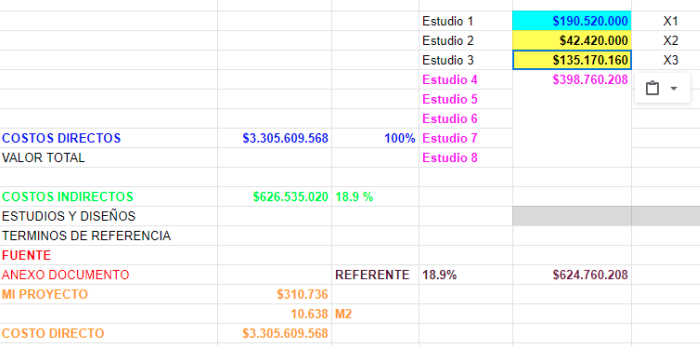 Estudio 1 $190.520.000 X1
Estudio 2 $42.420.000 X2
Estudio 3 $135.170.160 X3
Estudio 4 $398.760.208
Estudio 5
Estudio 6
COSTOS DIRECTOS $3.305.609.568 100% Estudio 7
VALOR TOTAL Estudio 8
COSTOS INDIRECTOS $626.535.020 18.9 %
ESTUDIOS Y DISEÑOS
TERMINOS DE REFERENCIA
FUENTE
ANEXO DOCUMENTO REFERENTE 18.9% $624.760.208
MI PROYECTO $310.736
10.638 M2
COSTO DIRECTO $3.305.609.568